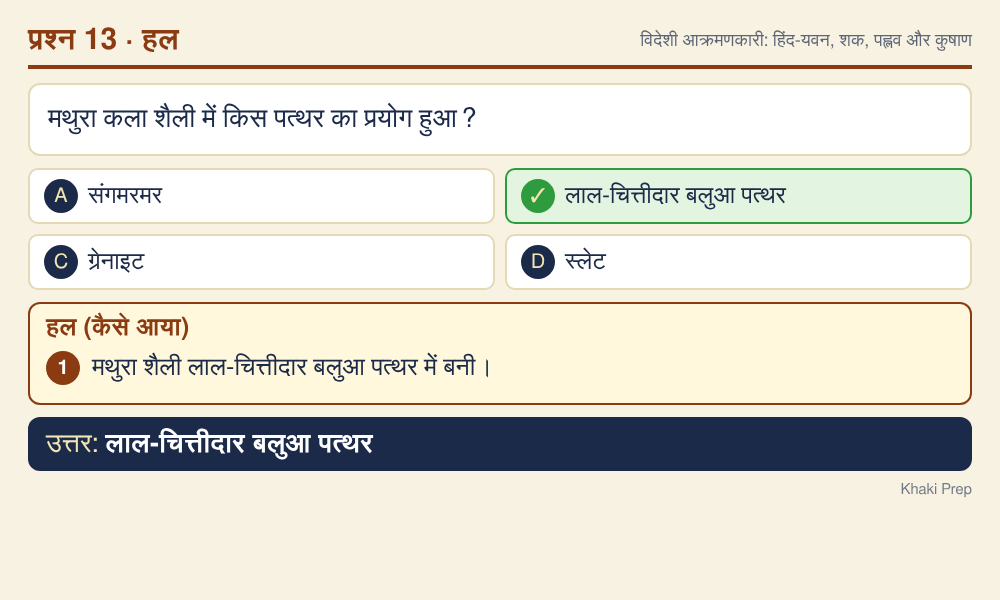 प्रश्न 13 · हल
विदेशी आक्रमणकारी: हिंद-यवन, शक, पह्लव और कुषाण
मथुरा कला शैली में किस पत्थर का प्रयोग हुआ ?
A संगमरमर
✓ लाल-चित्तीदार बलुआ पत्थर
C ग्रेनाइट
D स्लेट
हल (कैसे आया)
1 मथुरा शैली लाल-चित्तीदार बलुआ पत्थर में बनी।
उत्तर: लाल-चित्तीदार बलुआ पत्थर
Khaki Prep